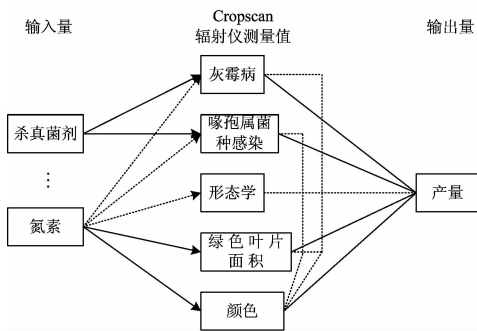 输入量
Cropscan
辐射仪测量值
输出量
灰霉病
杀真菌剂
喙孢属菌
种感染
⋮
形态学
产量
氮素
绿色叶片
面积
颜色